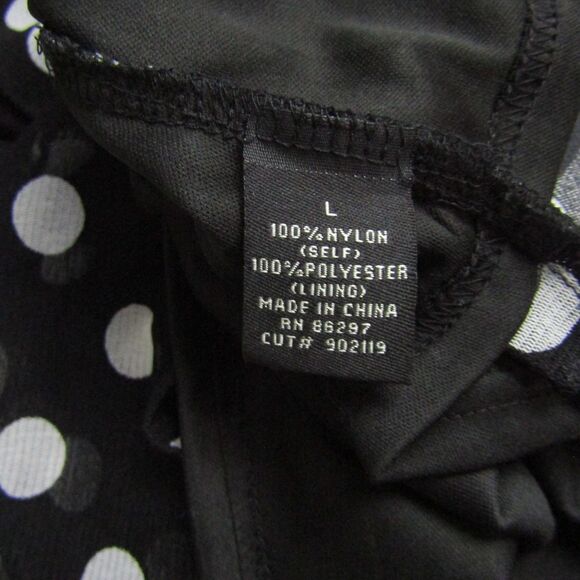 L
100%NYLON
(SELF)
100%POLYESTER
(LINING)
MADE IN CHINA
RN 86297
CUT# 902119